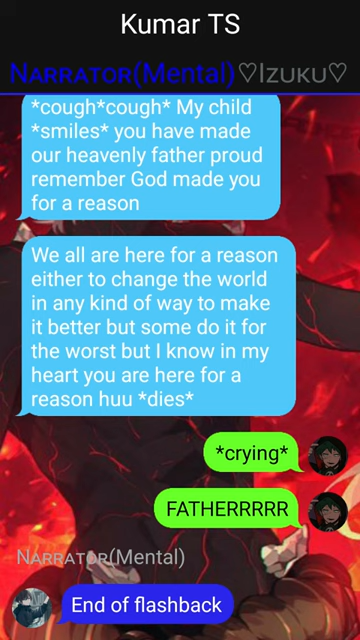 Kumar TS
Narrator(Mental)♡Izuku♡
*cough*cough* My child
*smiles* you have made
our heavenly father proud
remember God made you
for a reason
We all are here for a reason
either to change the world
in any kind of way to make
it better but some do it for
the worst but I know in my
heart you are here for a
reason huu *dies*
*crying*
FATHERRRRR
Narrator(Mental)
End of flashback